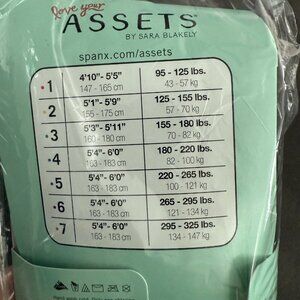 love your
ASSETS
BY SARA BLAKELY
spanx.com/assets
1 4'10" - 5'5" 95 - 125 lbs.
147 - 165 cm 43 - 57 kg
2 5'1" - 5'9" 125 - 155 lbs.
155 - 175 cm 57 - 70 kg
3 5'3" - 5'11" 155 - 180 lbs.
160 - 180 cm 70 - 82 kg
4 5'4" - 6'0" 180 - 220 lbs.
163 - 183 cm 82 - 100 kg
5 5'4" - 6'0" 220 - 265 lbs.
183 cm 100 - 121 kg
6 5'4" - 6'0" 265 - 295 lbs.
163 - 183 cm 121 - 134 kg
7 5'4" - 6'0" 295 - 325 lbs.
163 - 183 cm 134 - 147 kg